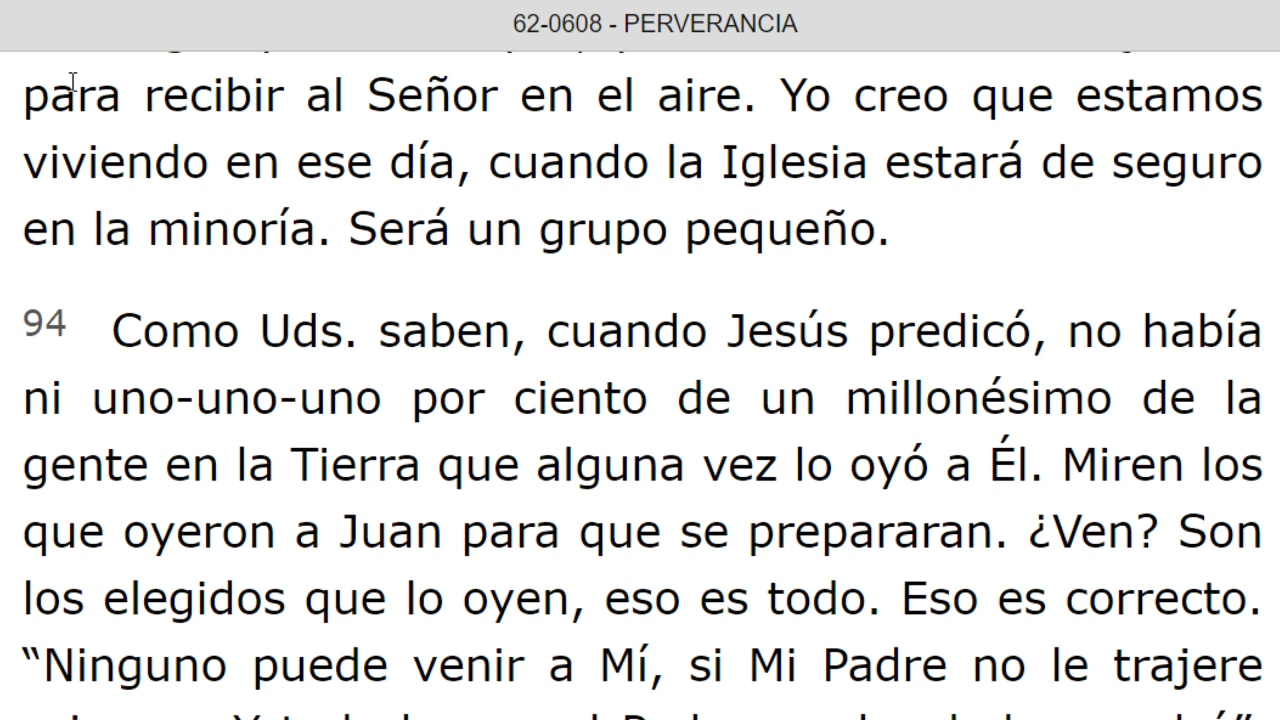 62-0608 - PERVERANCIA
para recibir al Señor en el aire. Yo creo que estamos
viviendo en ese día, cuando la Iglesia estará de seguro
en la minoría. Será un grupo pequeño.
94 Como Uds. saben, cuando Jesús predicó, no había
ni uno-uno-uno por ciento de un millonésimo de la
gente en la Tierra que alguna vez lo oyó a Él. Miren los
que oyeron a Juan para que se prepararan. ¿Ven? Son
los elegidos que lo oyen, eso es todo. Eso es correcto.
“Ninguno puede venir a Mí, si Mi Padre no le trajere